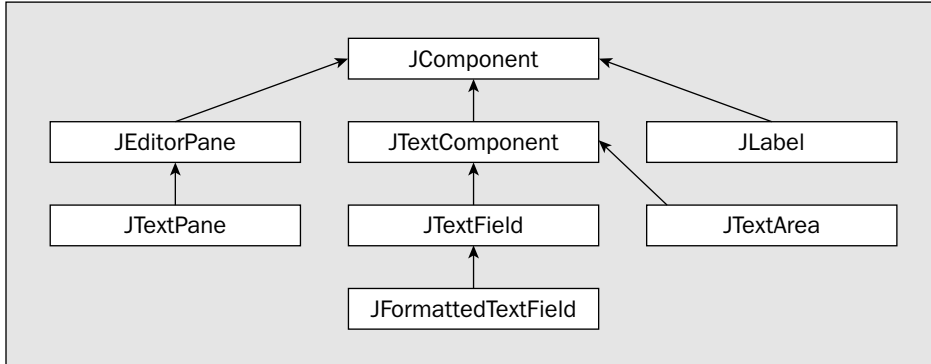 JComponent
JEditorPane
JTextComponent
JLabel
JTextPane
JTextField
JTextArea
JFormattedTextField